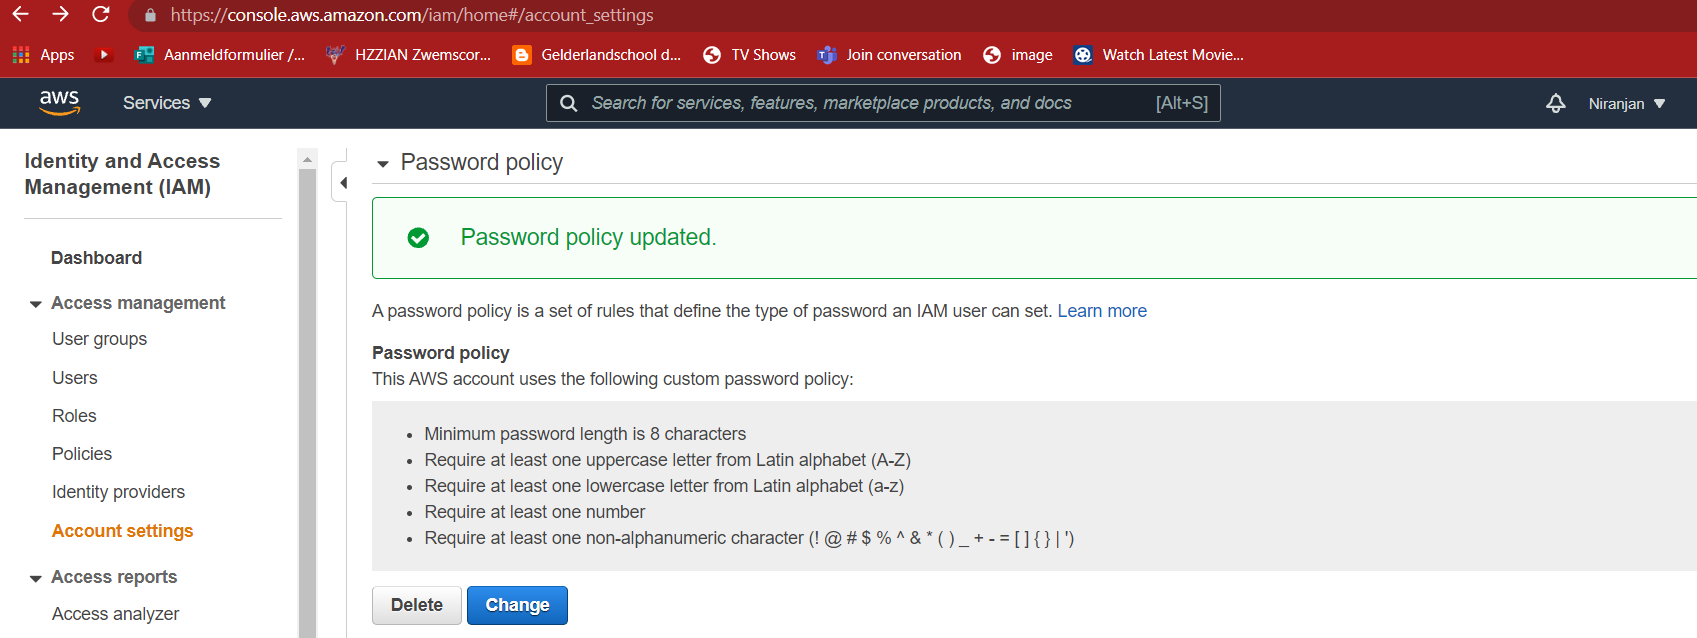 https://console.aws.amazon.com/iam/home#/account_settings
Apps Aanmeldformulier /... HZZIAN Zwemscor... Gelderlandschool d... TV Shows Join conversation image Watch Latest Movie...
aws Services Search for services, features, marketplace products, and docs [Alt+S] Niranjan
Identity and Access
Management (IAM)
Dashboard
Access management
User groups
Users
Roles
Policies
Identity providers
Account settings
Access reports
Access analyzer
Password policy
Password policy updated.
A password policy is a set of rules that define the type of password an IAM user can set. Learn more
Password policy
This AWS account uses the following custom password policy:
• Minimum password length is 8 characters
• Require at least one uppercase letter from Latin alphabet (A-Z)
• Require at least one lowercase letter from Latin alphabet (a-z)
• Require at least one number
• Require at least one non-alphanumeric character (! @ # $ % ^ & * ( ) _ + - = [ ] { } | ')
Delete Change